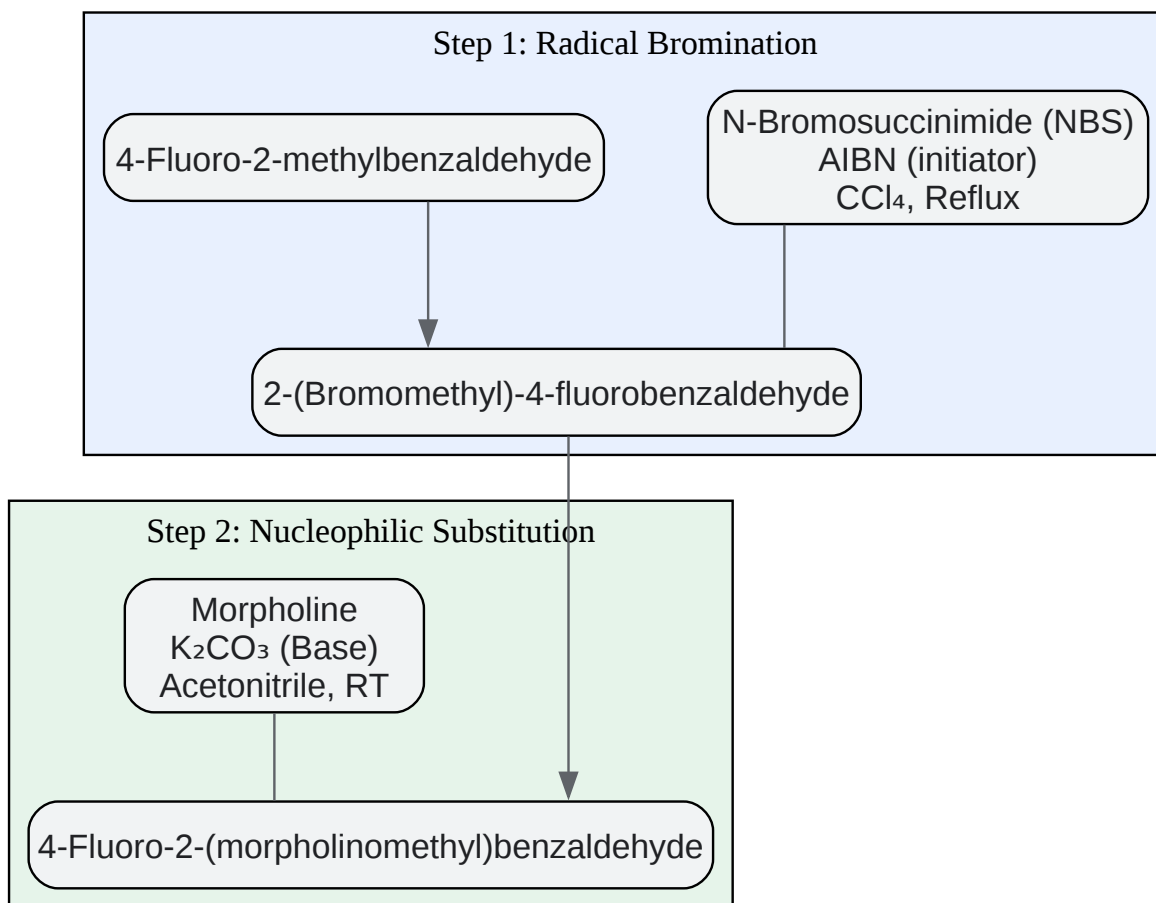 Step 1: Radical Bromination
4-Fluoro-2-methylbenzaldehyde
N-Bromosuccinimide (NBS)
AIBN (initiator)
CCl₄, Reflux
2-(Bromomethyl)-4-fluorobenzaldehyde
Step 2: Nucleophilic Substitution
Morpholine
K₂CO₃ (Base)
Acetonitrile, RT
4-Fluoro-2-(morpholinomethyl)benzaldehyde